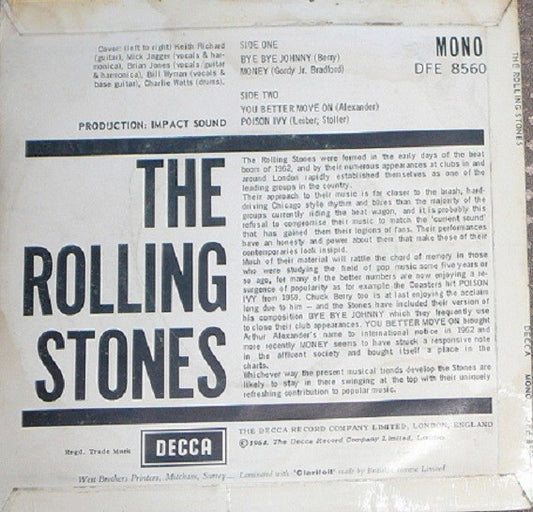 Cover: (left to right) Keith Richard
(guitar), Mick Jagger (vocals & har-
monica), Brian Jones (vocals guitar
& harmonica), Bill Wyman (vocals &
base guitar), Charlie Watts (drums).
PRODUCTION: IMPACT SOUND
SIDE ONE
BYE BYE JOHNNY (Berry)
MONEY (Gordy Jr. Bradford)
SIDE TWO
YOU BETTER MOVE ON (Alexander)
POISON IVY (Leiber; Stoller)
MONO
DFE 8560
THE ROLLING STONES
THE
ROLLING
STONES
The Rolling Stones were formed in the early days of the beat
boom of 1962, and by their numerous appearances at clubs in and
around London rapidly established themselves as one of the
leading groups in the country.
Their approach to their music is far closer to the brash, hard-
driving Chicago style rhythm and blues than the majority of the
groups currently riding the beat wagon, and it is probably this
refusal to compromise their music to match the 'current sound'
that has gained them their legions of fans. Their performances
have an honesty and power about them that make those of their
contemporaries look insipid.
Much of their material will rattle the chord of memory in those
who were studying the field of pop music some five years or
so ago, for many of the better numbers are now enjoying a re-
surgence of popularity as for example the Coasters hit POISON
IVY from 1959. Chuck Berry too is at last enjoying the acclaim
long due to him — and the Stones have included their version of
his composition BYE BYE JOHNNY which they frequently use
to close their club appearances. YOU BETTER MOVE ON brought
Arthur Alexander's name to international notice in 1962 and
more recently MONEY seems to have struck a responsive note
in the affluent society and bought itself a place in the
charts.
Whichever way the present musical trends develop the Stones are
likely to stay in there swinging at the top with their uniquely
refreshing contribution to popular music.
Regd. Trade Mark
DECCA
THE DECCA RECORD COMPANY LIMITED, LONDON, ENGLAND
©1964, The Decca Record Company Limited, London
West Brothers Printers, Mitcham, Surrey — Laminated with 'Clarifoil' made by British Celanese Limited
DECCA MONO